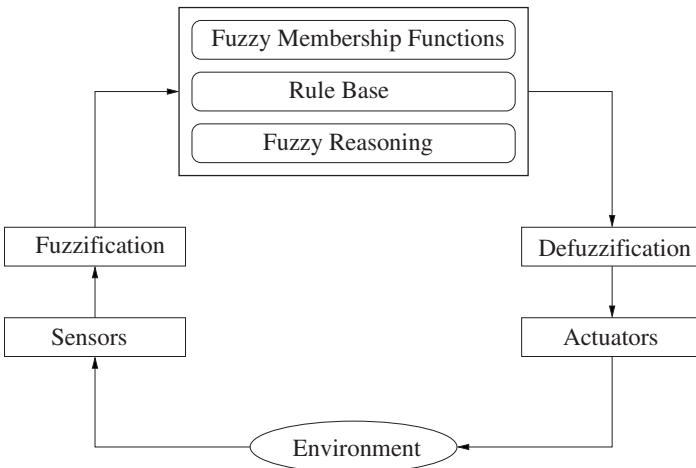 Fuzzy Membership Functions
Rule Base
Fuzzy Reasoning
Fuzzification
Defuzzification
Sensors
Actuators
Environment